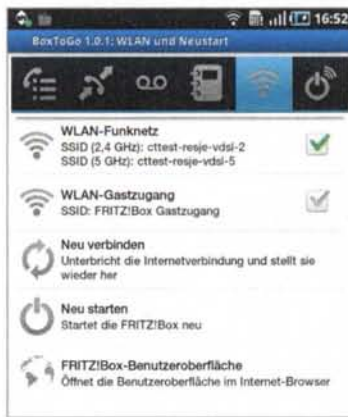 16:52
BoxToGo 1.0.1: WLAN und Neustart
WLAN-Funknetz
SSID (2,4 GHz): cttest-resje-vdsl-2
SSID (5 GHz): cttest-resje-vdsl-5
WLAN-Gastzugang
SSID: FRITZ!Box Gastzugang
Neu verbinden
Unterbricht die Internetverbindung und stellt sie
wieder her
Neu starten
Startet die FRITZ!Box neu
FRITZ!Box-Benutzeroberfläche
Öffnet die Benutzeroberfläche im Internet-Browser